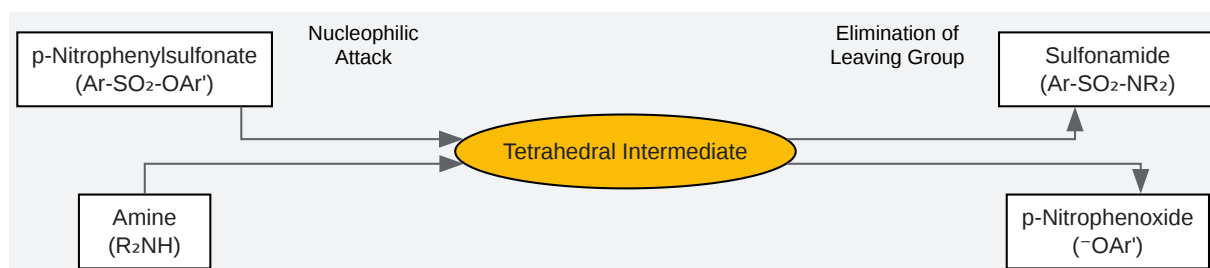 p-Nitrophenylsulfonate
(Ar-SO₂-OAr')
Nucleophilic
Attack
Elimination of
Leaving Group
Sulfonamide
(Ar-SO₂-NR₂)
Tetrahedral Intermediate
Amine
(R₂NH)
p-Nitrophenoxide
(⁻OAr')